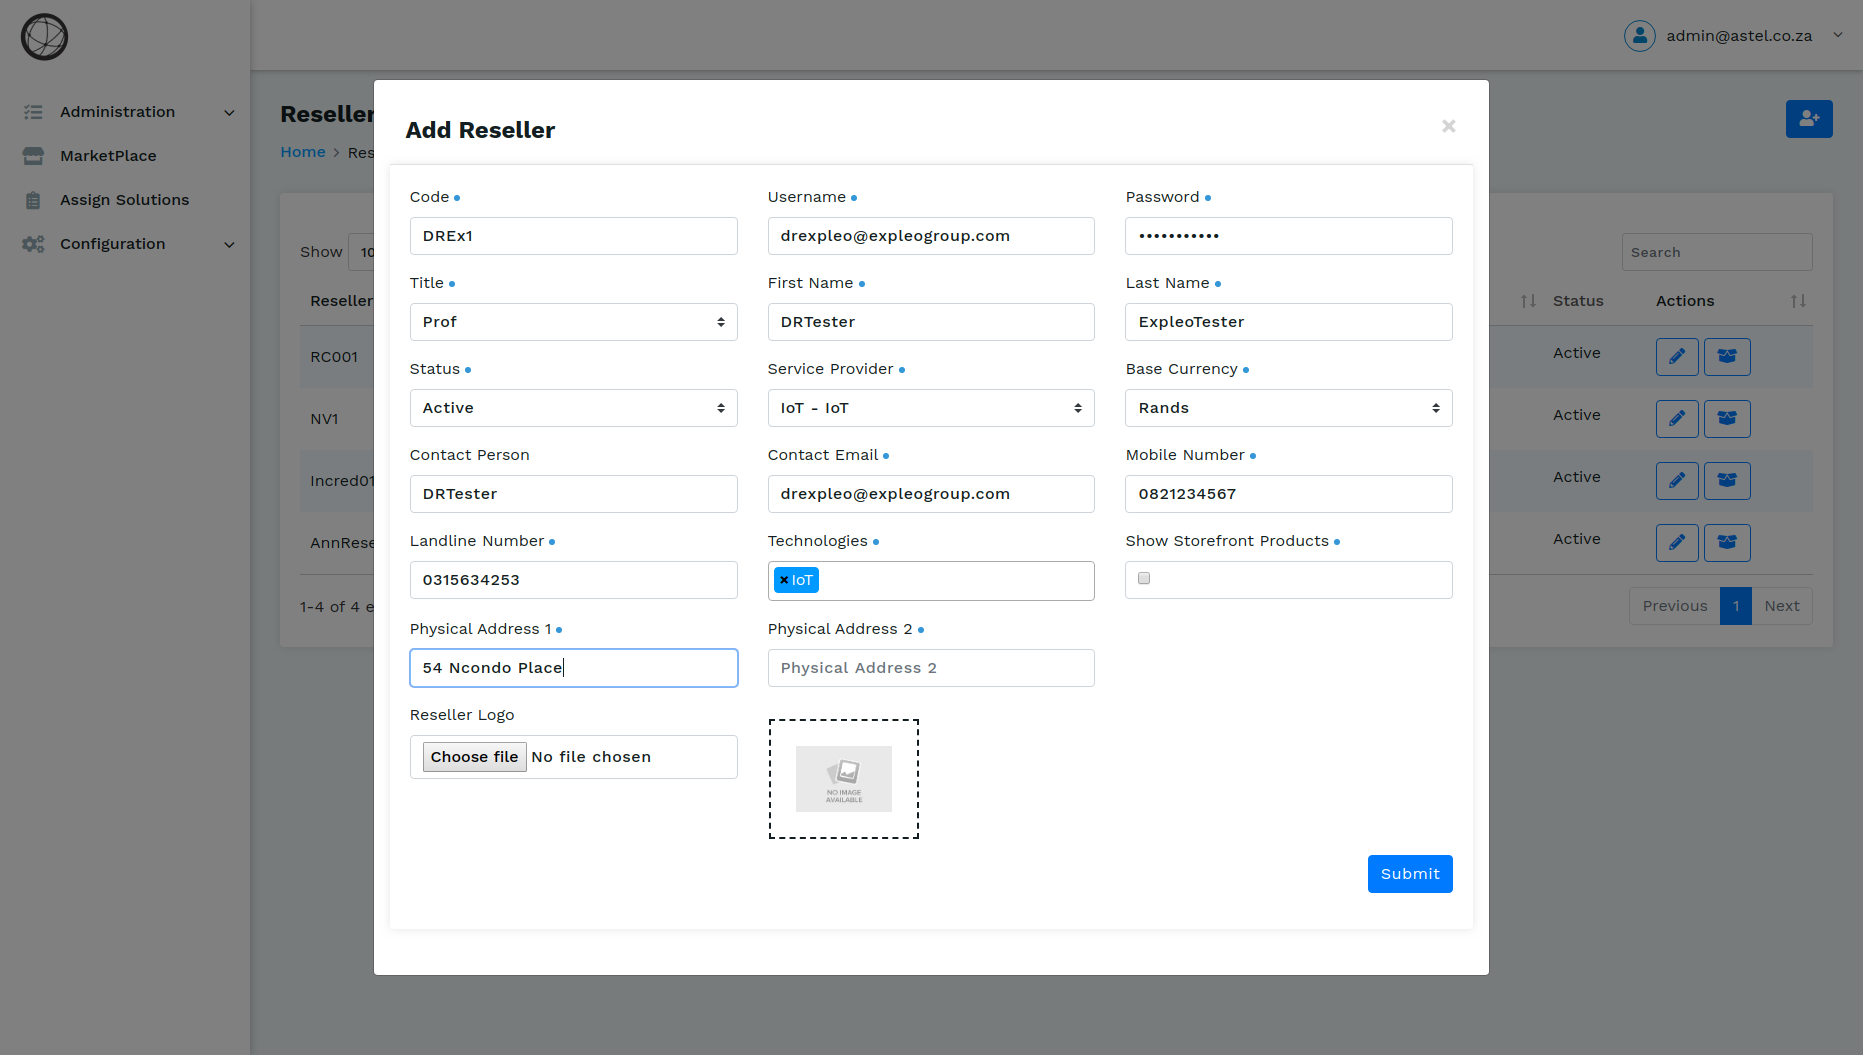 admin@astel.co.za
Administration
MarketPlace
Assign Solutions
Configuration
Reseller
Home > Res
Show 10
Search
Reseller
Status Actions
RC001 Active
NV1 Active
Incred01 Active
AnnRese Active
1-4 of 4 e
Previous 1 Next
Add Reseller
×
Code Username Password
DREx1 drexpleo@expleogroup.com •••••••••••
Title First Name Last Name
Prof DRTester ExpleoTester
Status Service Provider Base Currency
Active IoT - IoT Rands
Contact Person Contact Email Mobile Number
DRTester drexpleo@expleogroup.com 0821234567
Landline Number Technologies Show Storefront Products
0315634253 ×IoT
Physical Address 1 Physical Address 2
54 Ncondo Place Physical Address 2
Reseller Logo
Choose file No file chosen
NO IMAGE
AVAILABLE
Submit